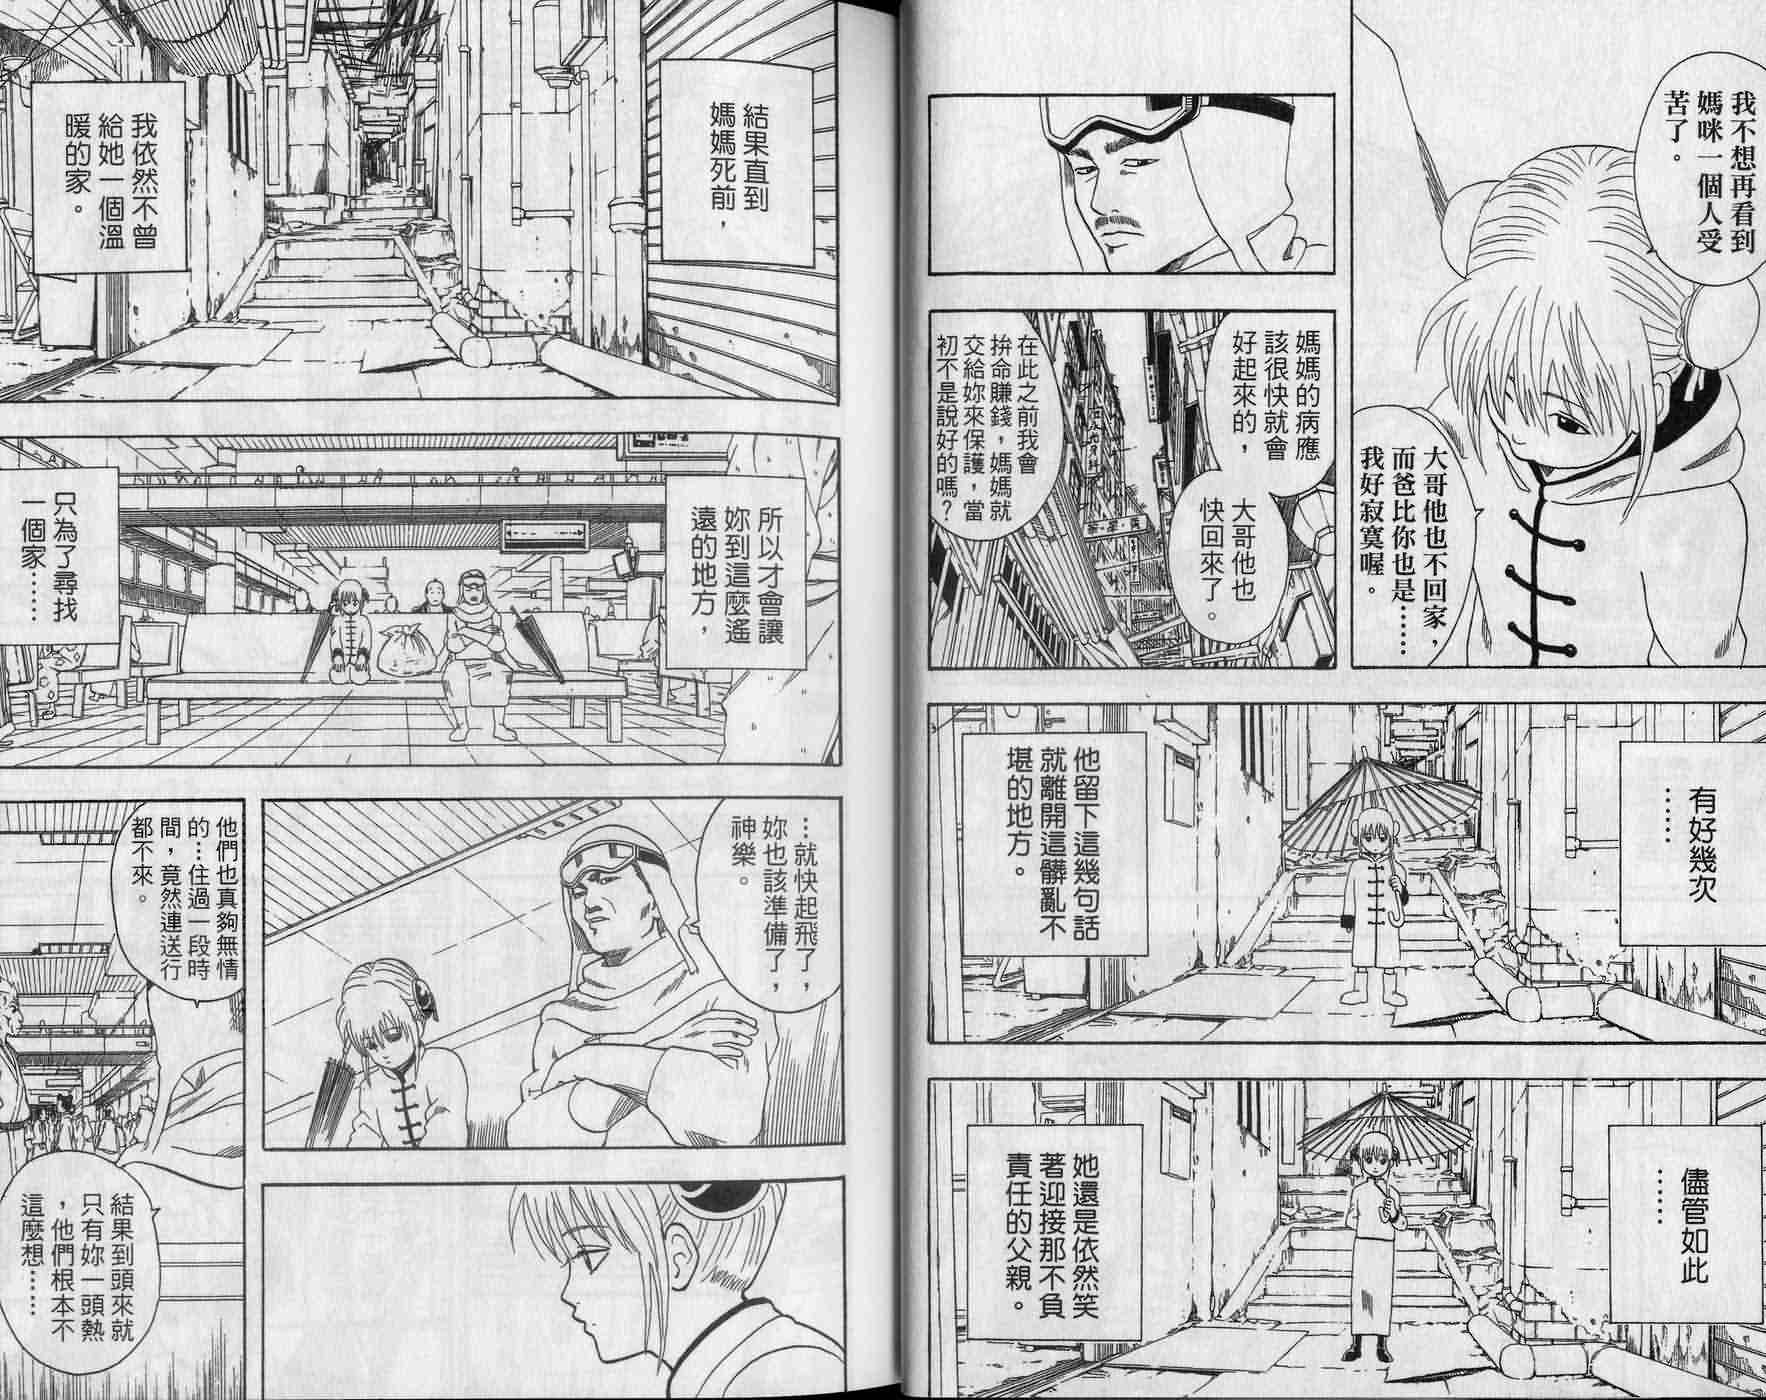 我不想再看到
媽咪一個人受
苦了。
大哥他也不回家，
而爸比你也是……
我好寂寞喔。
媽媽的病應
該很快就會
好起來的，
大哥他也
快回來了。
在此之前我會
拚命賺錢，媽媽就
交給妳來保護，當
初不是說好的嗎？
有好幾次
……
他留下這幾句話
就離開這髒亂不
堪的地方。
儘管如此
……
她還是依然笑
著迎接那不負
責任的父親。
結果直到
媽媽死前，
我依然不曾
給她一個溫
暖的家。
所以才會讓
妳到這麼遙
遠的地方，
只為了尋找
一個家……
…就快起飛了，
妳也該準備了，
神樂。
他們也真夠無情
的…住過一段時
間，竟然連送行
都不來。
結果到頭來就
只有妳一頭熱
，他們根本不
這麼想……